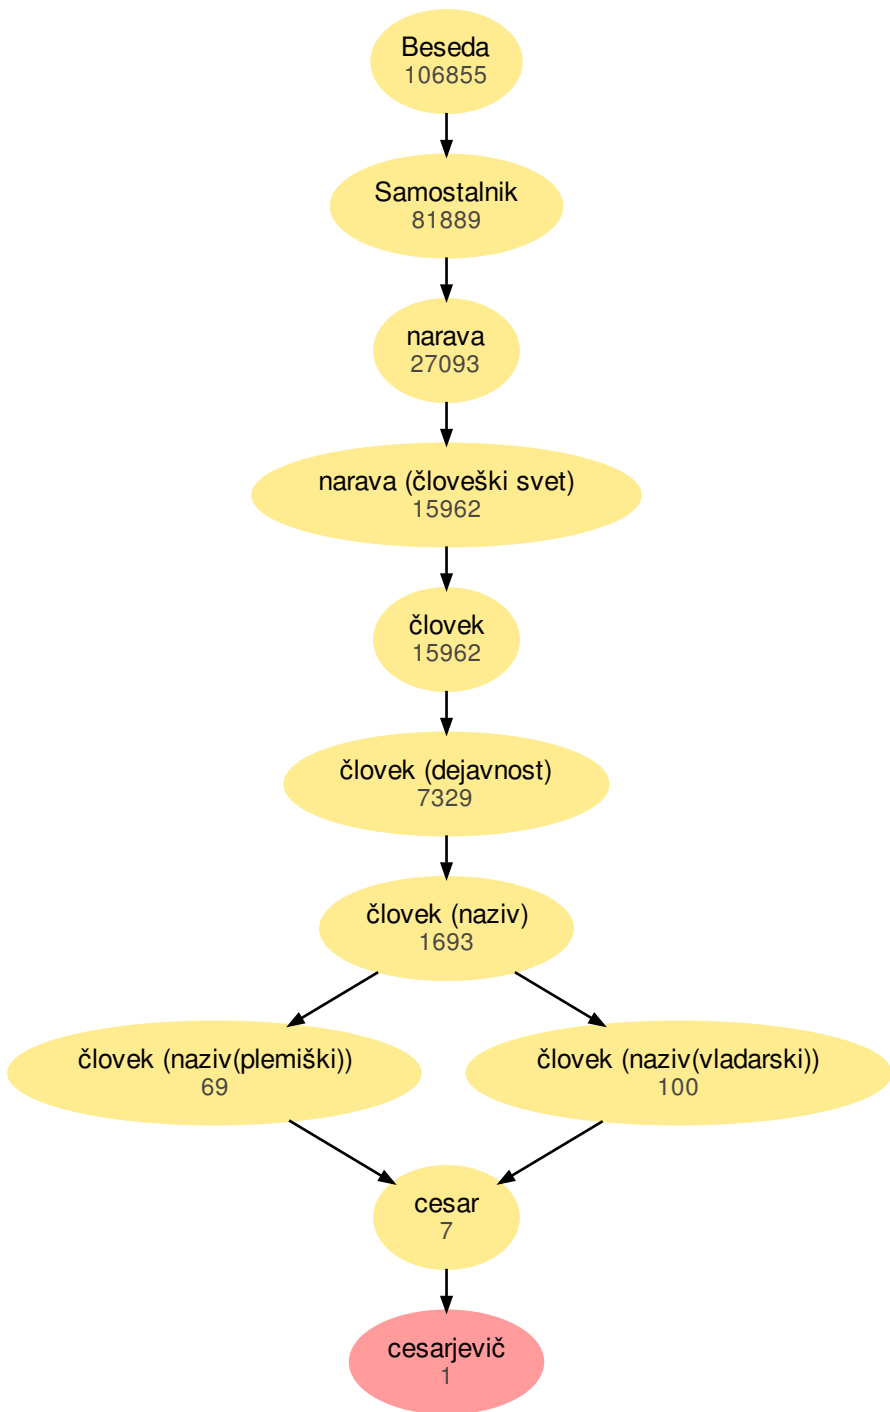 Beseda
106855
Samostalnik
81889
narava
27093
narava (človeški svet)
15962
človek
15962
človek (dejavnost)
7329
človek (naziv)
1693
človek (naziv(plemiški))
69
človek (naziv(vladarski))
100
cesar
7
cesarjevič
1